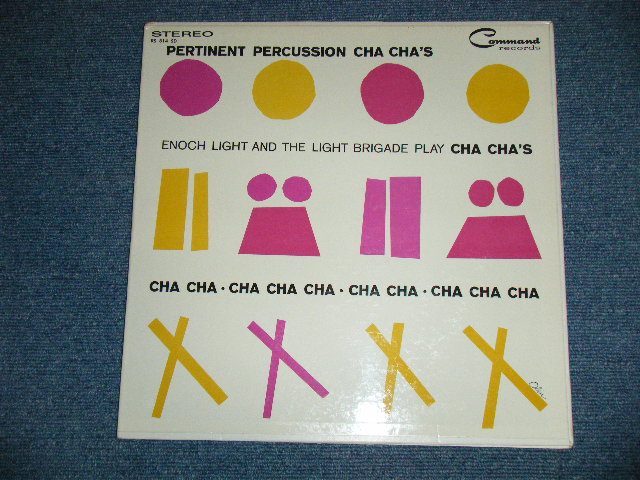 STEREO
RS 814 SD
Command
records
PERTINENT PERCUSSION CHA CHA'S
ENOCH LIGHT AND THE LIGHT BRIGADE PLAY CHA CHA'S
CHA CHA • CHA CHA CHA • CHA CHA • CHA CHA CHA